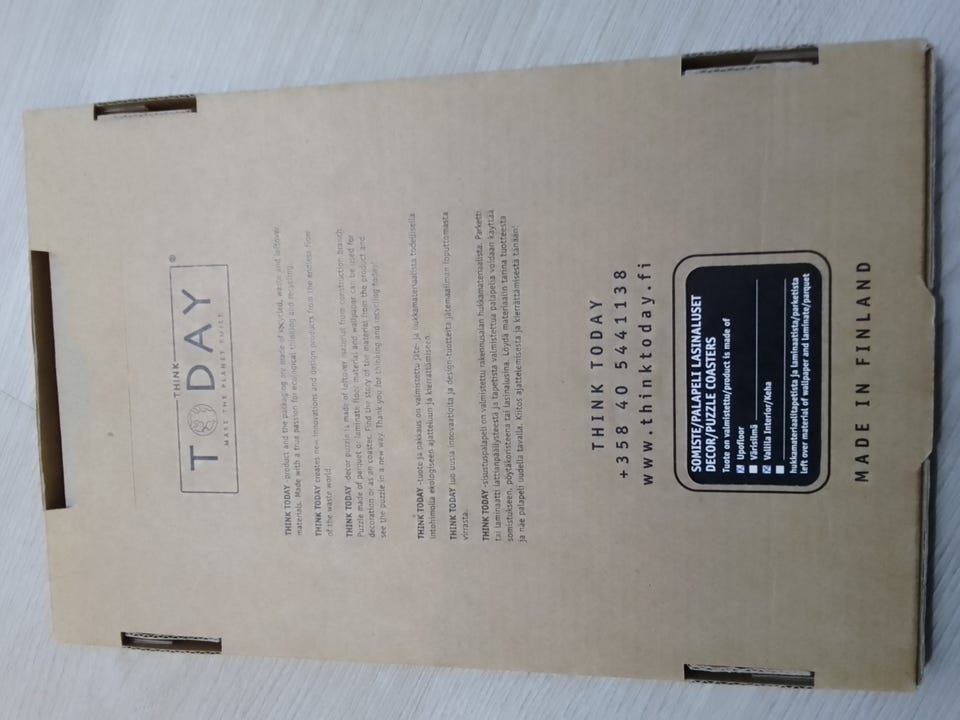 THINK
TODAY®
MAKE THE PLANET SMILE
THINK TODAY -product and the packaging are made of recycled, waste and leftover
materials. Made with a true passion for ecological thinking and recycling.
THINK TODAY creates new innovations and design products from the endless flow
of the waste world.
THINK TODAY -decor puzzle is made of leftover material from construction branch.
Puzzle made of parquet or laminate floor material and wallpaper can be used for
decoration or as an coaster. Find the story of the material from the product and
see the puzzle in a new way. Thank you for thinking and recycling today!
THINK TODAY -tuote ja pakkaus on valmistettu jäte- ja hukkamateriaalista todellisella
intohimolla ekologiseen ajatteluun ja kierrättämiseen.
THINK TODAY luo uusia innovaatioita ja design-tuotteita jätemaailman loputtomasta
virrasta.
THINK TODAY -sisustuspalapeli on valmistettu rakennusalan hukkamateriaalista. Parketti
tai laminaatti lattianpäällysteestä ja tapetista valmistettua palapeliä voidaan käyttää
somistukseen, pöytäkoristeena tai lasinalusina. Löydä materiaalin tarina tuotteesta
ja näe palapeli uudella tavalla. Kiitos ajattelemisesta ja kierrättämisestä tänään!
THINK TODAY
+358 40 5441138
www.thinktoday.fi
SOMISTE/PALAPELI LASINALUSET
DECOR/PUZZLE COASTERS
Tuote on valmistettu/product is made of
Upofloor
Värisilmä
Vallila Interior/Keha
hukkamateriaalitapetista ja laminaatista/parketista
left over material of wallpaper and laminate/parquet
MADE IN FINLAND